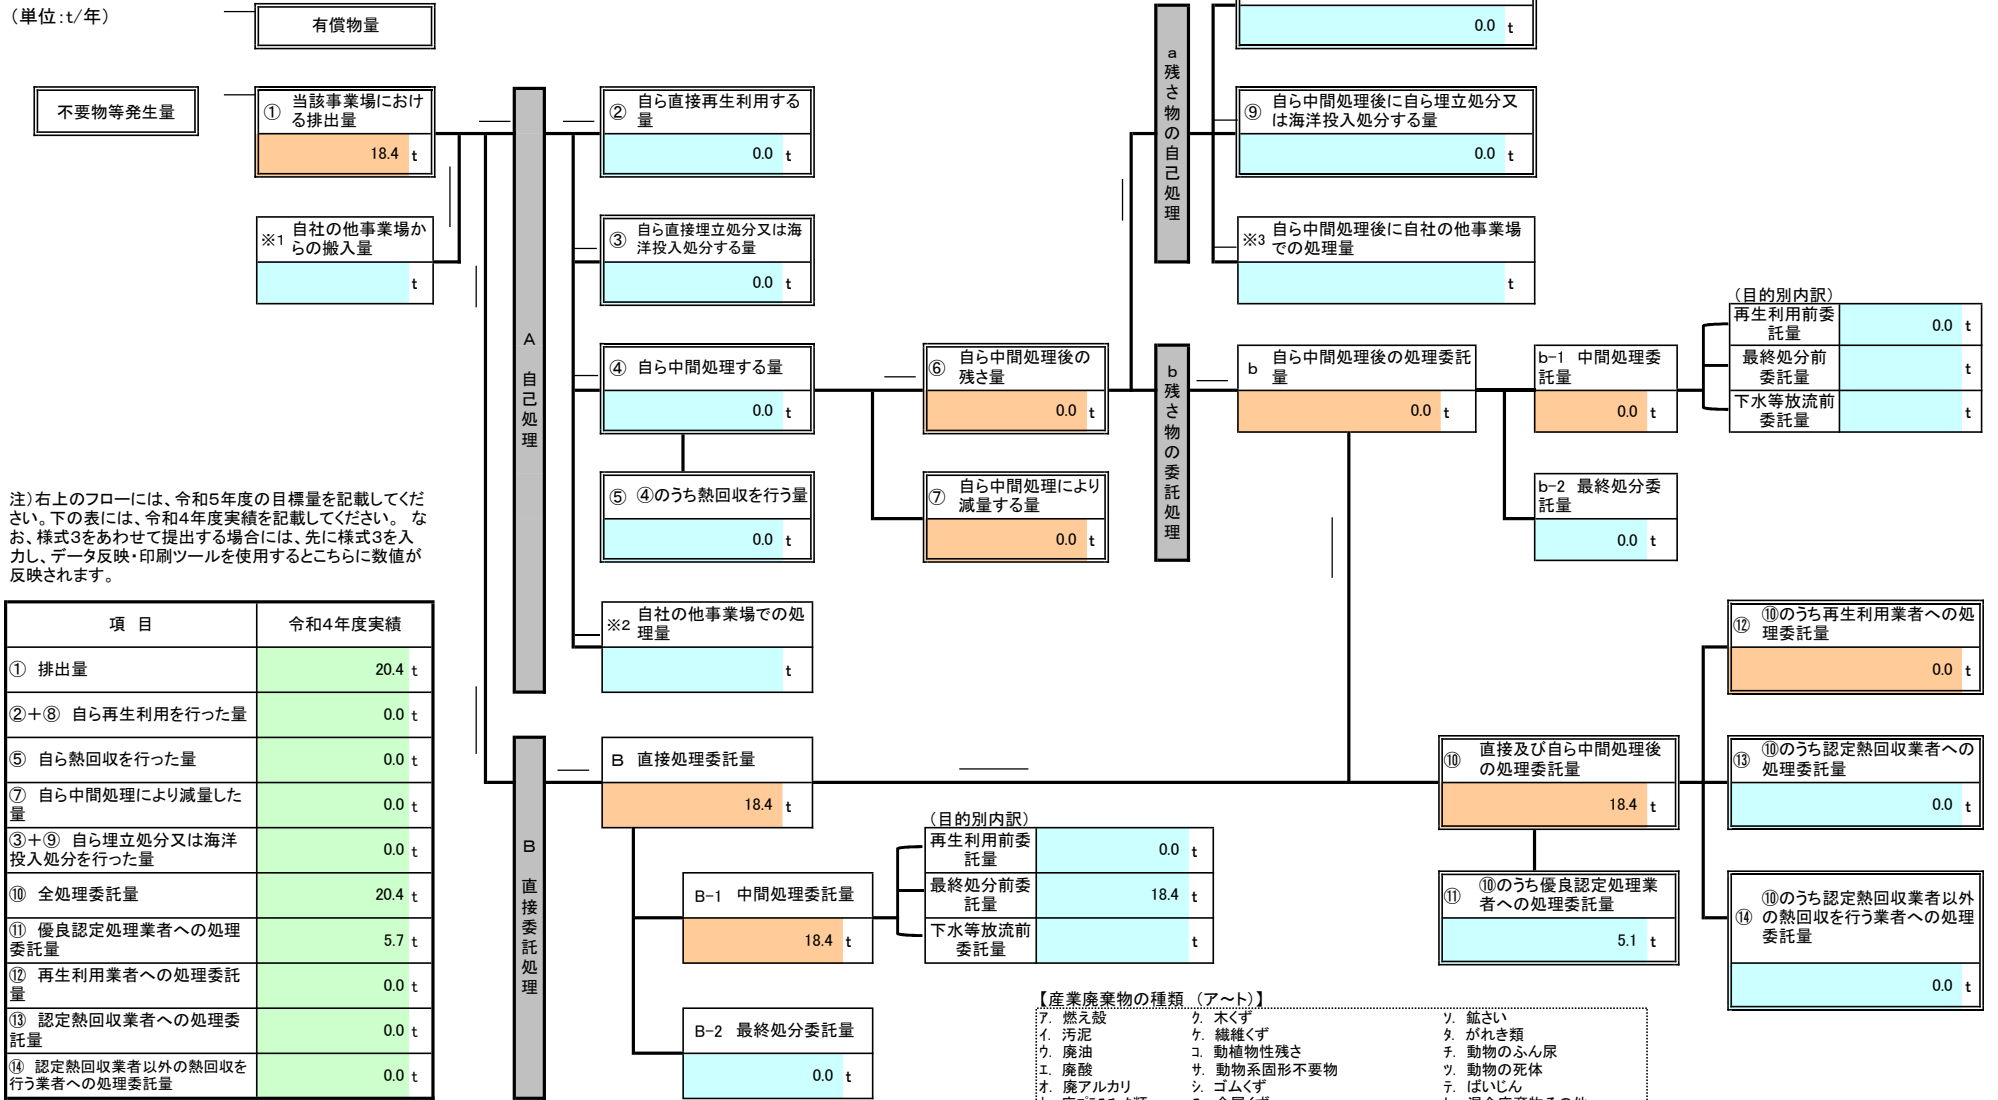 （単位:t/年）
有償物量
0.0 t
不要物等発生量
① 当該事業場におけ
る排出量
18.4 t
② 自ら直接再生利用する
量
0.0 t
a
残
さ
物
の
自
己
処
理
⑨ 自ら中間処理後に自ら埋立処分又
は海洋投入処分する量
0.0 t
※1 自社の他事業場か
らの搬入量
t
③ 自ら直接埋立処分又は海
洋投入処分する量
0.0 t
※3 自ら中間処理後に自社の他事業場
での処理量
t
A
自
己
処
理
④ 自ら中間処理する量
0.0 t
⑥ 自ら中間処理後の
残さ量
0.0 t
b
残
さ
物
の
委
託
処
理
b 自ら中間処理後の処理委託
量
0.0 t
b-1 中間処理委
託量
0.0 t
（目的別内訳）
再生利用前委
託量
0.0 t
最終処分前
委託量
t
下水等放流前
委託量
t
⑤ ④のうち熱回収を行う量
0.0 t
⑦ 自ら中間処理により
減量する量
0.0 t
b-2 最終処分委
託量
0.0 t
注）右上のフローには、令和5年度の目標量を記載してくだ
さい。下の表には、令和4年度実績を記載してください。 な
お、様式3をあわせて提出する場合には、先に様式3を入
力し、データ反映・印刷ツールを使用するとこちらに数値が
反映されます。
※2 自社の他事業場での処
理量
t
項 目 令和4年度実績
① 排出量 20.4 t
②＋⑧ 自ら再生利用を行った量 0.0 t
⑤ 自ら熱回収を行った量 0.0 t
⑦ 自ら中間処理により減量した
量 0.0 t
③＋⑨ 自ら埋立処分又は海洋
投入処分を行った量 0.0 t
⑩ 全処理委託量 20.4 t
⑪ 優良認定処理業者への処理
委託量 5.7 t
⑫ 再生利用業者への処理委託
量 0.0 t
⑬ 認定熱回収業者への処理委
託量 0.0 t
⑭ 認定熱回収業者以外の熱回収を
行う業者への処理委託量 0.0 t
B
直
接
委
託
処
理
B 直接処理委託量
18.4 t
B-1 中間処理委託量
18.4 t
（目的別内訳）
再生利用前委
託量
0.0 t
最終処分前委
託量
18.4 t
下水等放流前
委託量
t
B-2 最終処分委託量
0.0 t
⑩ 直接及び自ら中間処理後
の処理委託量
18.4 t
⑪ ⑩のうち優良認定処理業
者への処理委託量
5.1 t
⑫ ⑩のうち再生利用業者への処
理委託量
0.0 t
⑬ ⑩のうち認定熱回収業者への
処理委託量
0.0 t
⑭ ⑩のうち認定熱回収業者以外
の熱回収を行う業者への処理
委託量
0.0 t
【産業廃棄物の種類 （ア～ト）】
ア. 燃え殻 ク. 木くず ソ. 鉱さい
イ. 汚泥 ケ. 繊維くず タ. がれき類
ウ. 廃油 コ. 動植物性残さ チ. 動物のふん尿
エ. 廃酸 サ. 動物系固形不要物 ツ. 動物の死体
オ. 廃アルカリ シ. ゴムくず テ. ばいじん